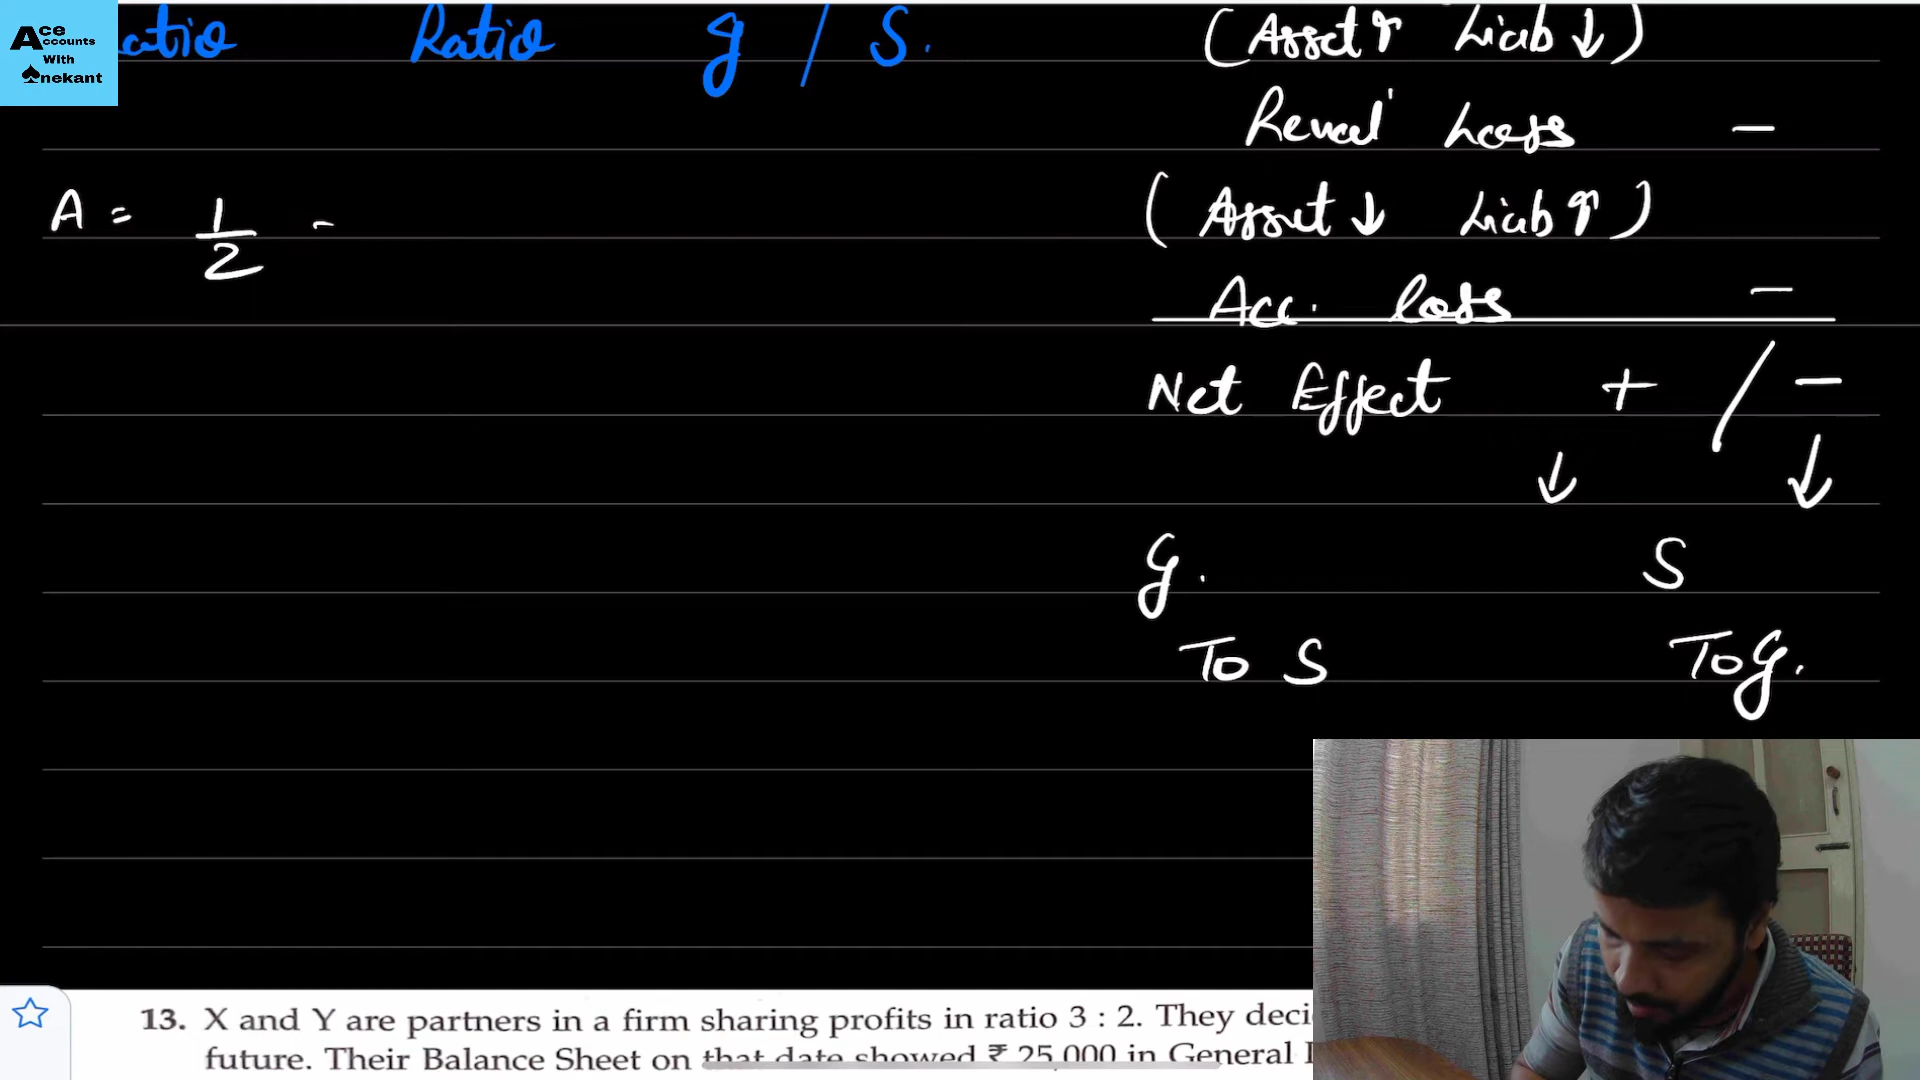 Ace
ccounts
With
nekant
atio Ratio G / S.
(Asset ↑ Liab ↓)
Reval' Loss –
A = 1/2 -
(Asset ↓ Liab ↑)
Acc. loss –
Net Effect + / –
↓ ↓
G. S
To S To G.
13. X and Y are partners in a firm sharing profits in ratio 3 : 2. They deci
future. Their Balance Sheet on that date showed ₹ 25,000 in General